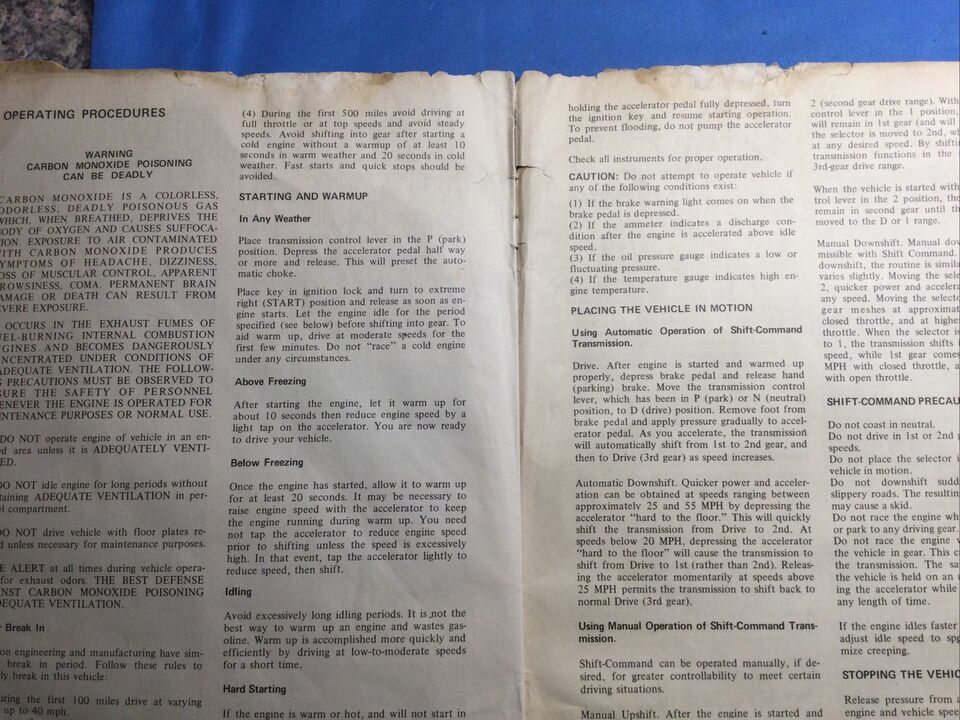 OPERATING PROCEDURES
WARNING
CARBON MONOXIDE POISONING
CAN BE DEADLY
CARBON MONOXIDE IS A COLORLESS,
ODORLESS, DEADLY POISONOUS GAS
WHICH, WHEN BREATHED, DEPRIVES THE
BODY OF OXYGEN AND CAUSES SUFFOCA-
ION. EXPOSURE TO AIR CONTAMINATED
WITH CARBON MONOXIDE PRODUCES
YMPTOMS OF HEADACHE, DIZZINESS,
OSS OF MUSCULAR CONTROL, APPARENT
ROWSINESS, COMA. PERMANENT BRAIN
AMAGE OR DEATH CAN RESULT FROM
VERE EXPOSURE.
OCCURS IN THE EXHAUST FUMES OF
EL-BURNING INTERNAL COMBUSTION
GINES AND BECOMES DANGEROUSLY
NCENTRATED UNDER CONDITIONS OF
ADEQUATE VENTILATION. THE FOLLOW-
G PRECAUTIONS MUST BE OBSERVED TO
SURE THE SAFETY OF PERSONNEL
ENEVER THE ENGINE IS OPERATED FOR
INTENANCE PURPOSES OR NORMAL USE.
DO NOT operate engine of vehicle in an en-
ed area unless it is ADEQUATELY VENTI-
ED.
DO NOT idle engine for long periods without
taining ADEQUATE VENTILATION in per-
el compartment.
DO NOT drive vehicle with floor plates re-
d unless necessary for maintenance purposes.
E ALERT at all times during vehicle opera-
for exhaust odors. THE BEST DEFENSE
INST CARBON MONOXIDE POISONING
DEQUATE VENTILATION.
r Break In
on engineering and manufacturing have sim-
break in period. Follow these rules to
ly break in this vehicle:
uring the first 100 miles drive at varying
up to 40 mph.
(4) During the first 500 miles avoid driving at
full throttle or at top speeds and avoid steady
speeds. Avoid shifting into gear after starting a
cold engine without a warmup of at least 10
seconds in warm weather and 20 seconds in cold
weather. Fast starts and quick stops should be
avoided.
STARTING AND WARMUP
In Any Weather
Place transmission control lever in the P (park)
position. Depress the accelerator pedal half way
or more and release. This will preset the auto-
matic choke.
Place key in ignition lock and turn to extreme
right (START) position and release as soon as en-
gine starts. Let the engine idle for the period
specified (see below) before shifting into gear. To
aid warm up, drive at moderate speeds for the
first few minutes. Do not "race" a cold engine
under any circumstances.
Above Freezing
After starting the engine, let it warm up for
about 10 seconds then reduce engine speed by a
light tap on the accelerator. You are now ready
to drive your vehicle.
Below Freezing
Once the engine has started, allow it to warm up
for at least 20 seconds. It may be necessary to
raise engine speed with the accelerator to keep
the engine running during warm up. You need
not tap the accelerator to reduce engine speed
prior to shifting unless the speed is excessively
high. In that event, tap the accelerator lightly to
reduce speed, then shift.
Idling
Avoid excessively long idling periods. It is not the
best way to warm up an engine and wastes gas-
oline. Warm up is accomplished more quickly and
efficiently by driving at low-to-moderate speeds
for a short time.
Hard Starting
If the engine is warm or hot, and will not start in
holding the accelerator pedal fully depressed, turn
the ignition key and resume starting operation.
To prevent flooding, do not pump the accelerator
pedal.
Check all instruments for proper operation.
CAUTION: Do not attempt to operate vehicle if
any of the following conditions exist:
(1) If the brake warning light comes on when the
brake pedal is depressed.
(2) If the ammeter indicates a discharge con-
dition after the engine is accelerated above idle
speed.
(3) If the oil pressure gauge indicates a low or
fluctuating pressure.
(4) If the temperature gauge indicates high en-
gine temperature.
PLACING THE VEHICLE IN MOTION
Using Automatic Operation of Shift-Command
Transmission.
Drive. After engine is started and warmed up
properly, depress brake pedal and release hand
(parking) brake. Move the transmission control
lever, which has been in P (park) or N (neutral)
position, to D (drive) position. Remove foot from
brake pedal and apply pressure gradually to accel-
erator pedal. As you accelerate, the transmission
will automatically shift from 1st to 2nd gear, and
then to Drive (3rd gear) as speed increases.
Automatic Downshift. Quicker power and acceler-
ation can be obtained at speeds ranging between
approximately 25 and 55 MPH by depressing the
accelerator "hard to the floor." This will quickly
shift the transmission from Drive to 2nd. At
speeds below 20 MPH, depressing the accelerator
"hard to the floor" will cause the transmission to
shift from Drive to 1st (rather than 2nd). Releas-
ing the accelerator momentarily at speeds above
25 MPH permits the transmission to shift back to
normal Drive (3rd gear).
Using Manual Operation of Shift-Command Trans-
mission.
Shift-Command can be operated manually, if de-
sired, for greater controllability to meet certain
driving situations.
Manual Upshift. After the engine is started and
2 (second gear drive range). With
control lever in the 1 position,
will remain in 1st gear (and will
the selector is moved to 2nd, wh
at any desired speed. By shiftin
transmission functions in the
3rd-gear drive range.
When the vehicle is started with
trol lever in the 2 position, the
remain in second gear until th
moved to the D or 1 range.
Manual Downshift. Manual dow
missible with Shift Command.
downshift, the routine is simila
varies slightly. Moving the sele
2, quicker power and accelera
any speed. Moving the selecto
gear meshes at approximat
closed throttle, and at highe
throttle. When the selector is
to 1, the transmission shifts
speed, while 1st gear comes
MPH with closed throttle, a
with open throttle.
SHIFT-COMMAND PRECAU
Do not coast in neutral.
Do not drive in 1st or 2nd g
speeds.
Do not place the selector i
vehicle in motion.
Do not downshift sudd
slippery roads. The resulting
may cause a skid.
Do not race the engine wh
or park to any driving gear.
Do not race the engine w
the vehicle in gear. This c
the transmission. The sa
the vehicle is held on an u
ing the accelerator while
any length of time.
If the engine idles faster
adjust idle speed to spe
mize creeping.
STOPPING THE VEHIC
Release pressure from a
engine and vehicle spee